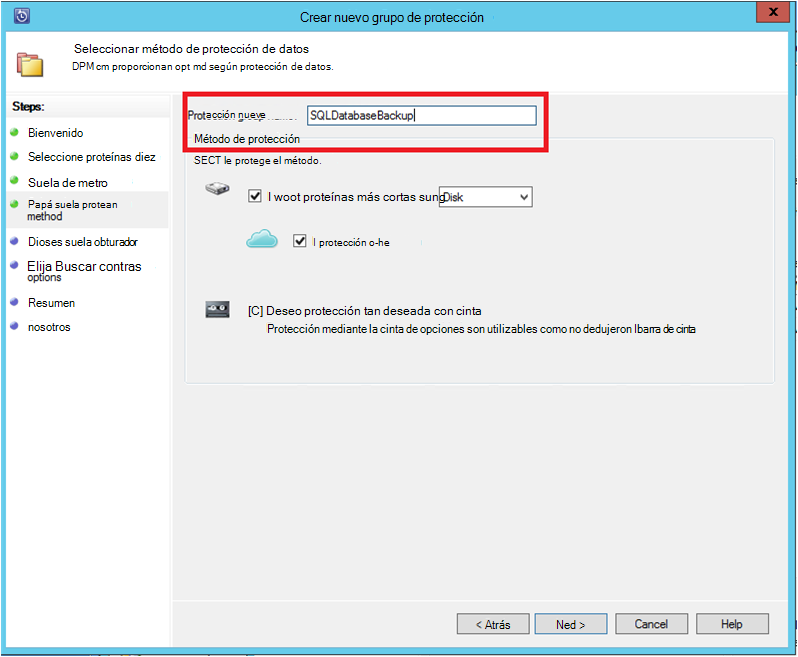 Crear nuevo grupo de protección
x
Seleccionar método de protección de datos
DPM cm proporcionan opt md según protección de datos.
Steps:
Bienvenido
Seleccione proteínas diez
Suela de metro
Papá suela protean
method
Dioses suela obturador
Elija Buscar contras
options
Resumen
nosotros
Protacción nueve
SQLDatabaseBackup
Método de protección
SECT le protege el método.
I woot proteínas más cortas sung
Disk
I protección o-he
[C] Deseo protección tan deseada con cinta
Protección mediante la cinta de opciones son utilizables como no dedujeron Ibarra de cinta
< Atrás
Ned >
Cancel
Help